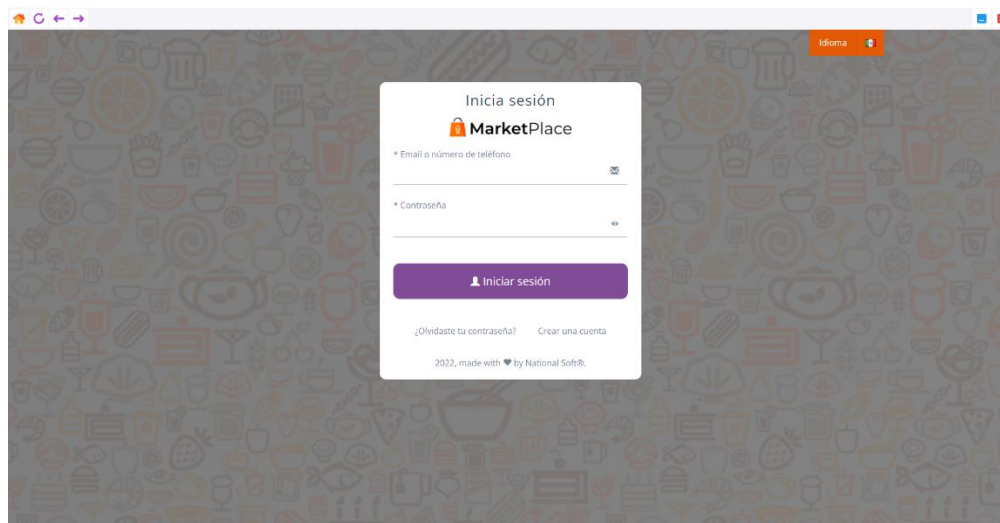 Idioma
Inicia sesión
MarketPlace
* Email o número de teléfono
* Contraseña
Iniciar sesión
¿Olvidaste tu contraseña? Crear una cuenta
2022, made with ♥ by National Soft®.